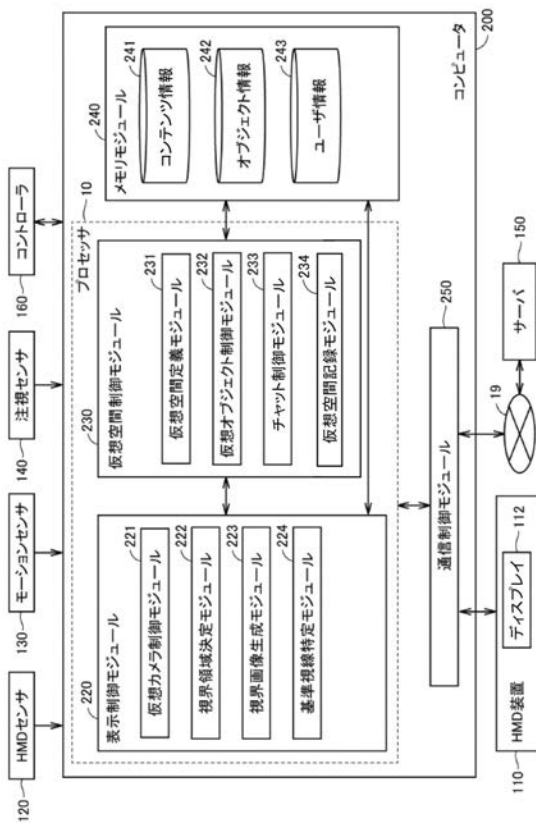 120 HMDセンサ
130 モーションセンサ
140 注視センサ
160 コントローラ
プロセッサ
10
220
表示制御モジュール
221
仮想カメラ制御モジュール
222
視界領域決定モジュール
223
視界画像生成モジュール
224
基準視線特定モジュール
230
仮想空間制御モジュール
231
仮想空間定義モジュール
232
仮想オブジェクト制御モジュール
233
チャット制御モジュール
234
仮想空間記録モジュール
240
メモリモジュール
241
コンテンツ情報
242
オブジェクト情報
243
ユーザ情報
通信制御モジュール
250
コンピュータ
200
112
ディスプレイ
HMD装置
110
19
サーバ
150